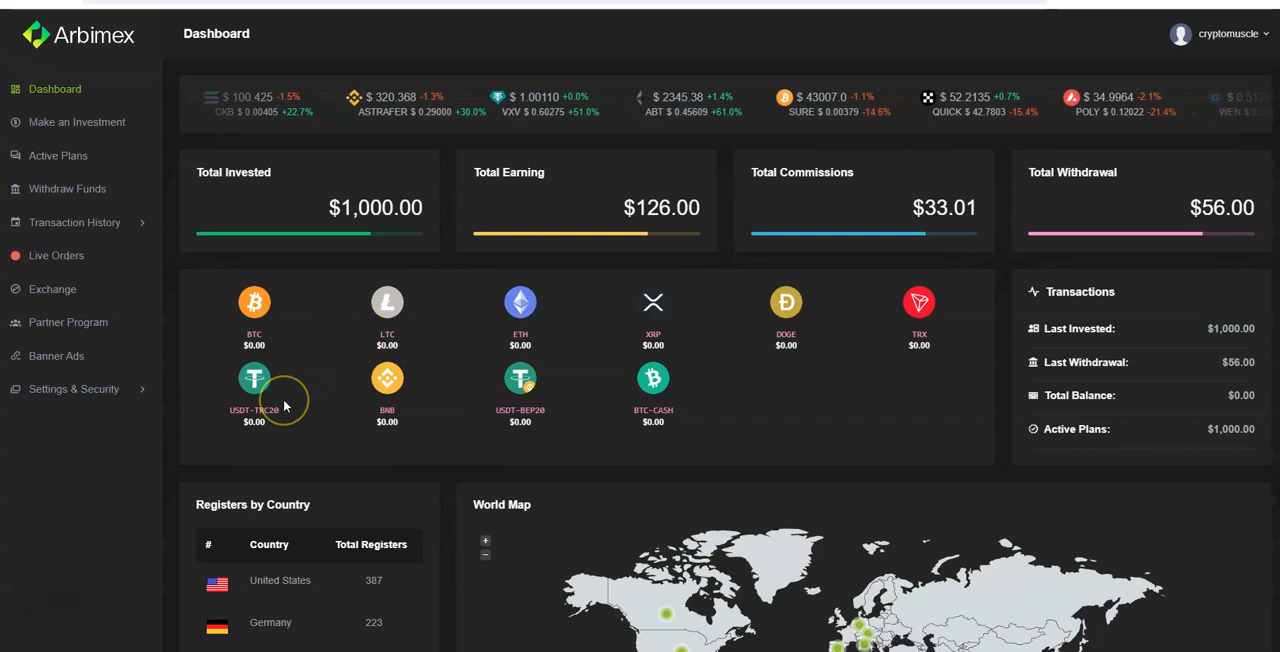 Arbimex
Dashboard
cryptomuscle
Dashboard
Make an Investment
Active Plans
Withdraw Funds
Transaction History
Live Orders
Exchange
Partner Program
Banner Ads
Settings & Security
$ 100.425 -1.5%
CKB $ 0.00405 +22.7%
$ 320.368 -1.3%
ASTRAFER $ 0.29000 +30.0%
$ 1.00110 +0.0%
VXV $ 0.60275 +51.0%
$ 2345.38 +1.4%
ABT $ 0.45609 +61.0%
$ 43007.0 -1.1%
SURE $ 0.00379 -14.6%
$ 52.2135 +0.7%
QUICK $ 42.7803 -15.4%
$ 34.9964 -2.1%
POLY $ 0.12022 -21.4%
WEN
Total Invested
$1,000.00
Total Earning
$126.00
Total Commissions
$33.01
Total Withdrawal
$56.00
BTC
$0.00
LTC
$0.00
ETH
$0.00
XRP
$0.00
DOGE
$0.00
TRX
$0.00
USDT-TRC20
$0.00
BNB
$0.00
USDT-BEP20
$0.00
BTC-CASH
$0.00
Transactions
Last Invested: $1,000.00
Last Withdrawal: $56.00
Total Balance: $0.00
Active Plans: $1,000.00
Registers by Country
# Country Total Registers
United States 387
Germany 223
World Map
+
−